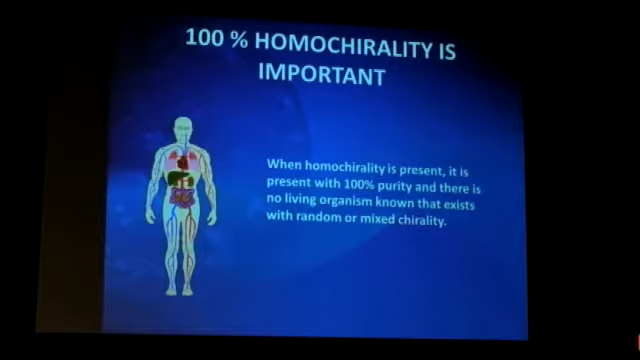 100 % HOMOCHIRALITY IS
IMPORTANT
When homochirality is present, it is
present with 100% purity and there is
no living organism known that exists
with random or mixed chirality.